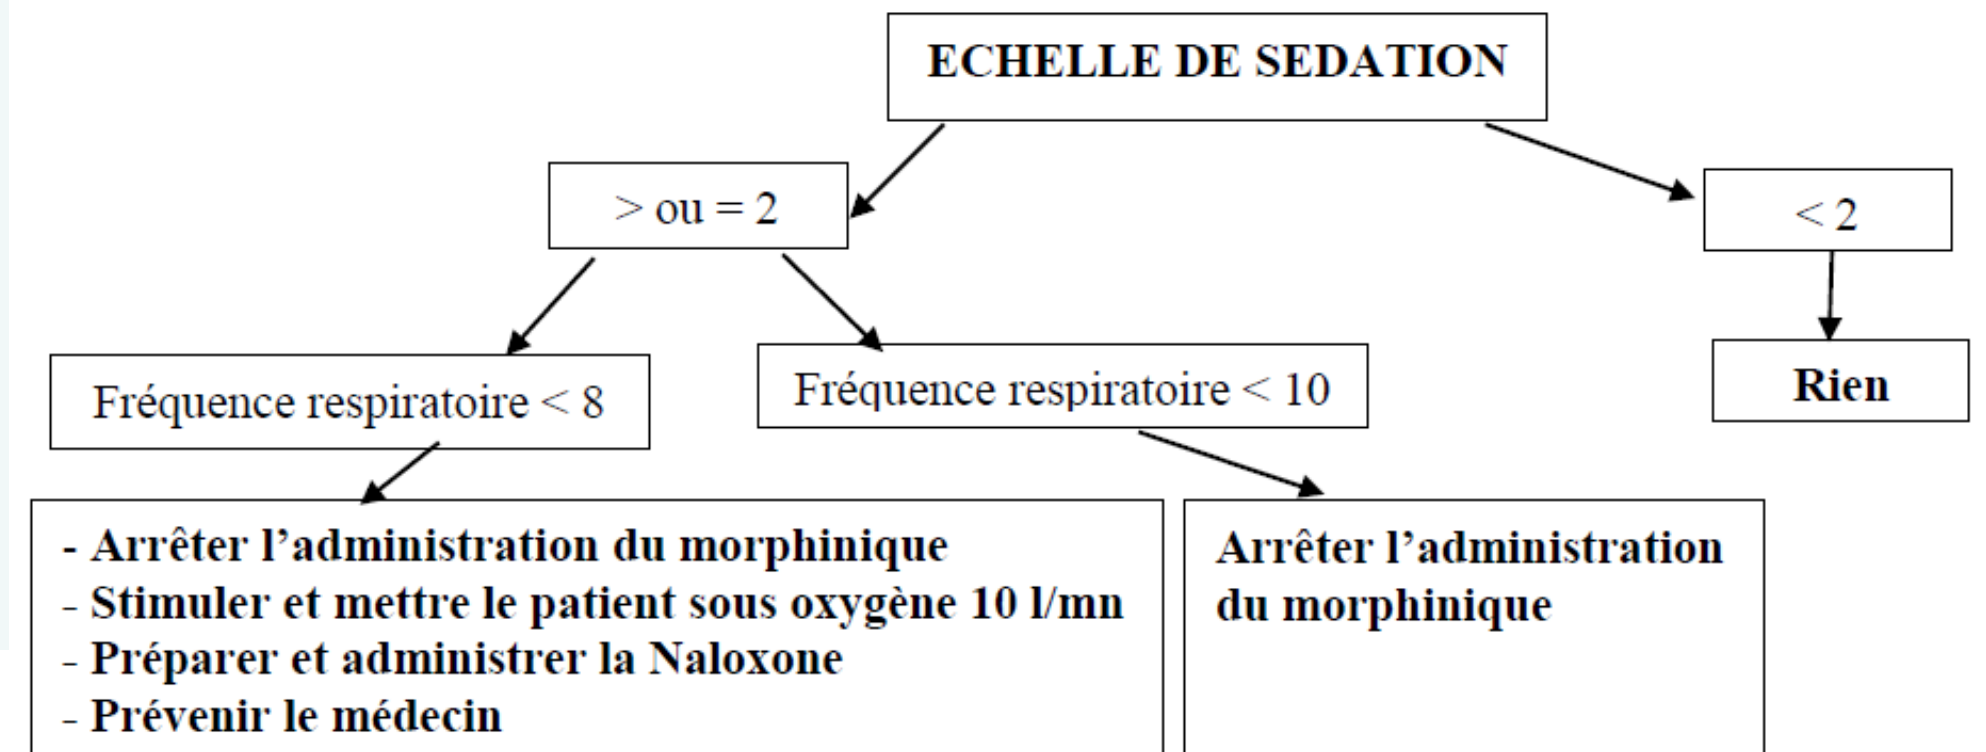 ECHELLE DE SEDATION
> ou = 2
< 2
Fréquence respiratoire < 8
Fréquence respiratoire < 10
Rien
- Arrêter l’administration du morphinique
- Stimuler et mettre le patient sous oxygène 10 l/mn
- Préparer et administrer la Naloxone
- Prévenir le médecin
Arrêter l’administration
du morphinique